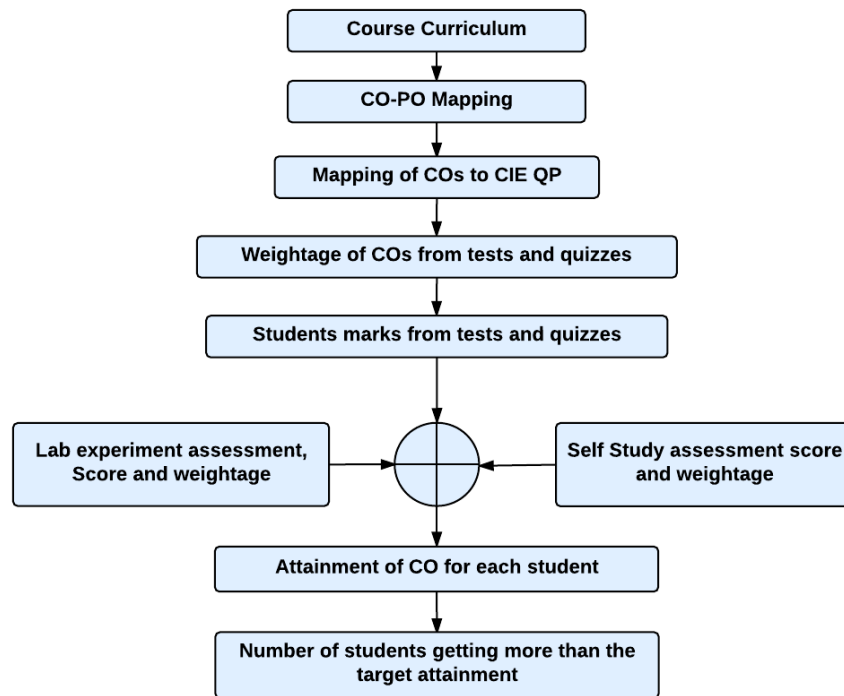 Course Curriculum
CO-PO Mapping
Mapping of COs to CIE QP
Weightage of COs from tests and quizzes
Students marks from tests and quizzes
Lab experiment assessment,
Score and weightage
Self Study assessment score
and weightage
Attainment of CO for each student
Number of students getting more than the
target attainment